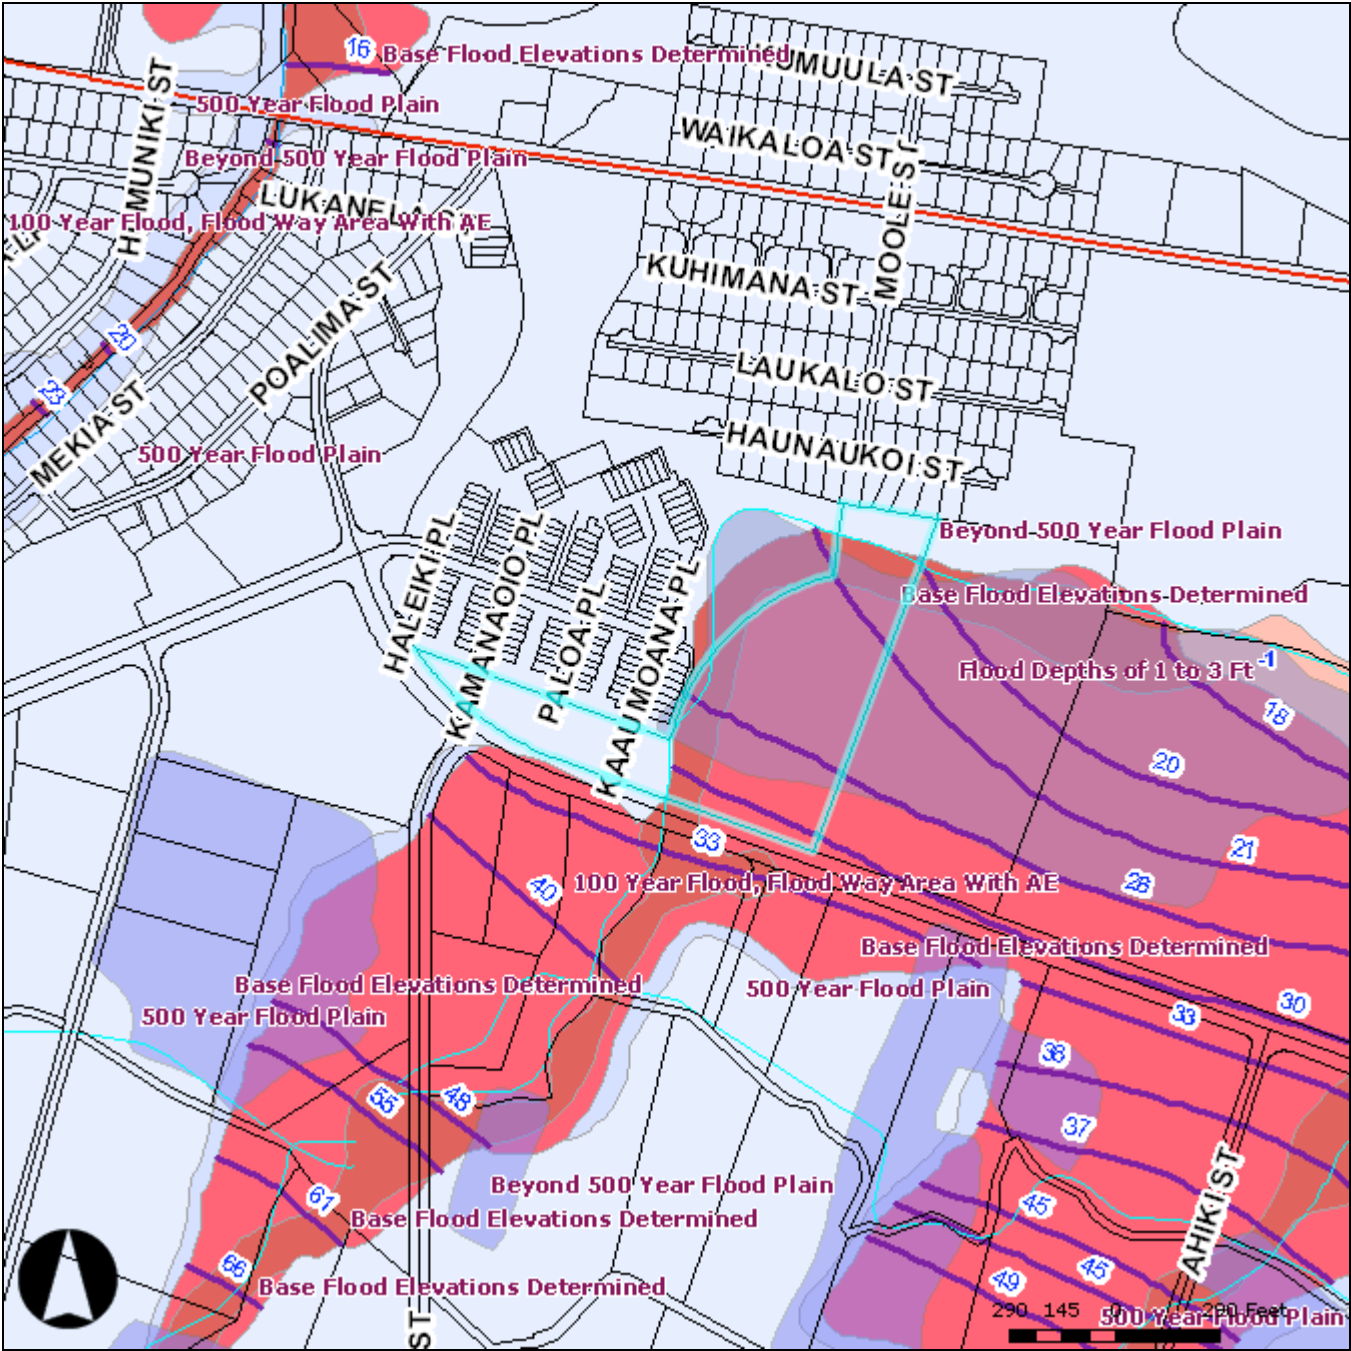 16
Base Flood Elevations Determined
KUMUULA ST
500 Year Flood Plain
WAIKALOA ST
Beyond 500 Year Flood Plain
LUKANELA ST
100 Year Flood, Flood Way Area With AE
MOOLE ST
KUHIMANA ST
POALIMA ST
20
LAUKALO ST
23
MEKIA ST
HAUNAUKOI ST
500 Year Flood Plain
Beyond 500 Year Flood Plain
HALEIKI PL
KAMANAOIO PL
PALOA PL
KAAUMOANA PL
Base Flood Elevations Determined
Flood Depths of 1 to 3 Ft
-1
18
20
33
21
28
40
100 Year Flood, Flood Way Area With AE
Base Flood Elevations Determined
Base Flood Elevations Determined
500 Year Flood Plain
30
500 Year Flood Plain
33
38
55
48
37
Beyond 500 Year Flood Plain
61
45
AHIKI ST
Base Flood Elevations Determined
66
45
49
Base Flood Elevations Determined
290 145 0 290 Feet
500 Year Flood Plain
ST